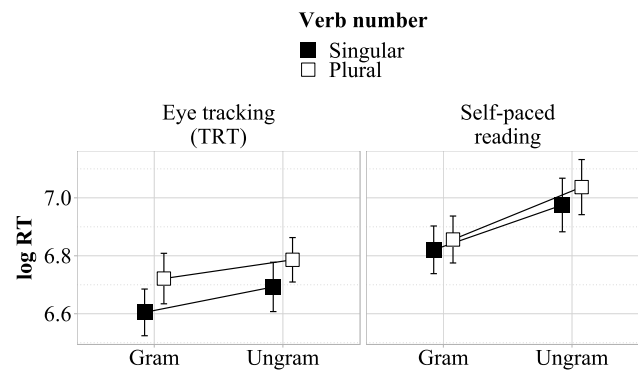 Verb number
Singular
Plural
Eye tracking
(TRT)
Self-paced
reading
log RT
7.0
6.8
6.6
Gram
Ungram
Gram
Ungram